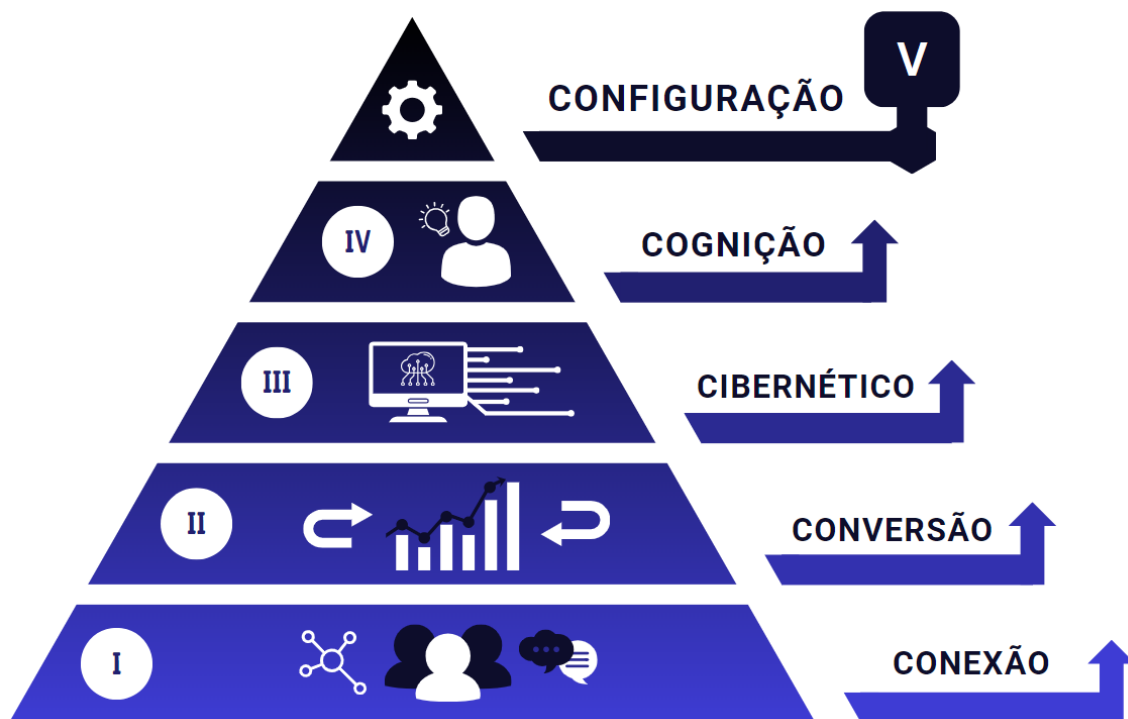 V
CONFIGURAÇÃO
IV
COGNIÇÃO
III
CIBERNÉTICO
II
CONVERSÃO
I
CONEXÃO